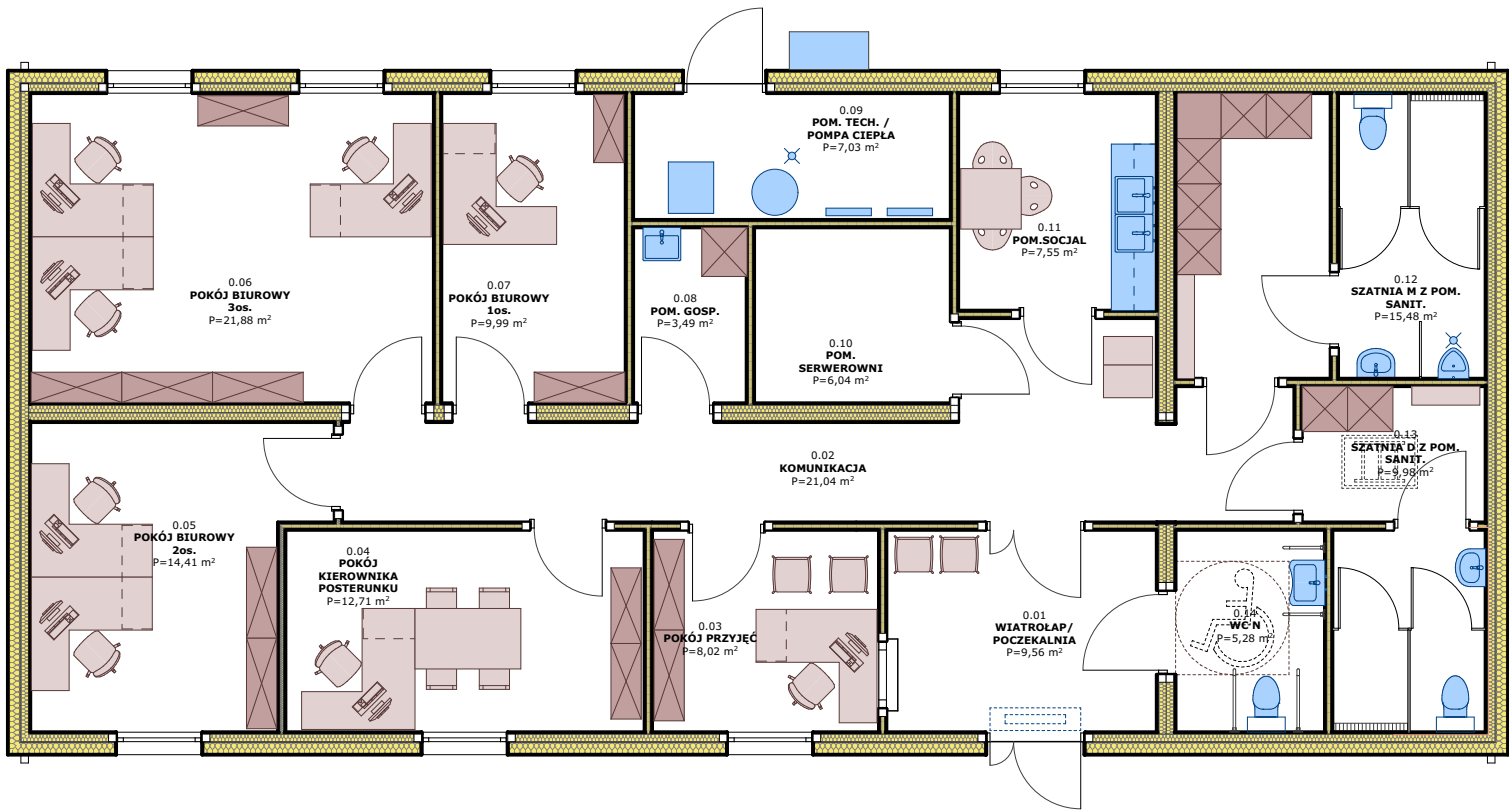 0.09
POM. TECH. /
POMPA CIEPŁA
P=7,03 m²
0.06
POKÓJ BIUROWY
3os.
P=21,88 m²
0.07
POKÓJ BIUROWY
1os.
P=9,99 m²
0.08
POM. GOSP.
P=3,49 m²
0.10
POM.
SERWEROWNI
P=6,04 m²
0.11
POM.SOCJAL
P=7,55 m²
0.12
SZATNIA M Z POM.
SANIT.
P=15,48 m²
0.13
SZATNIA D Z POM.
SANIT.
P=9,98 m²
0.02
KOMUNIKACJA
P=21,04 m²
0.05
POKÓJ BIUROWY
2os.
P=14,41 m²
0.04
POKÓJ
KIEROWNIKA
POSTERUNKU
P=12,71 m²
0.03
POKÓJ PRZYJĘĆ
P=8,02 m²
0.01
WIATROŁAP/
POCZEKALNIA
P=9,56 m²
0.14
WC N
P=5,28 m²